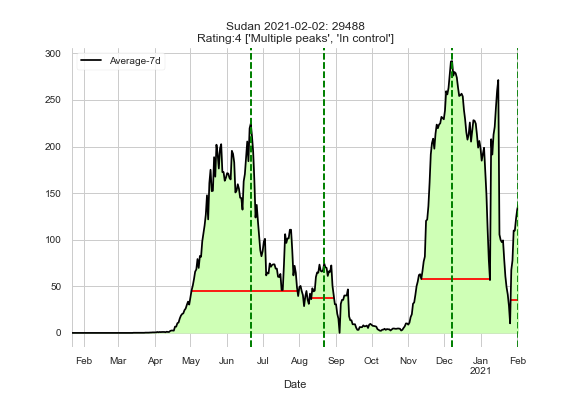 Sudan 2021-02-02: 29488
Rating:4 ['Multiple peaks', 'In control']
Average-7d
300
250
200
150
100
50
0
Feb Mar Apr May Jun Jul Aug Sep Oct Nov Dec Jan Feb
2021
Date